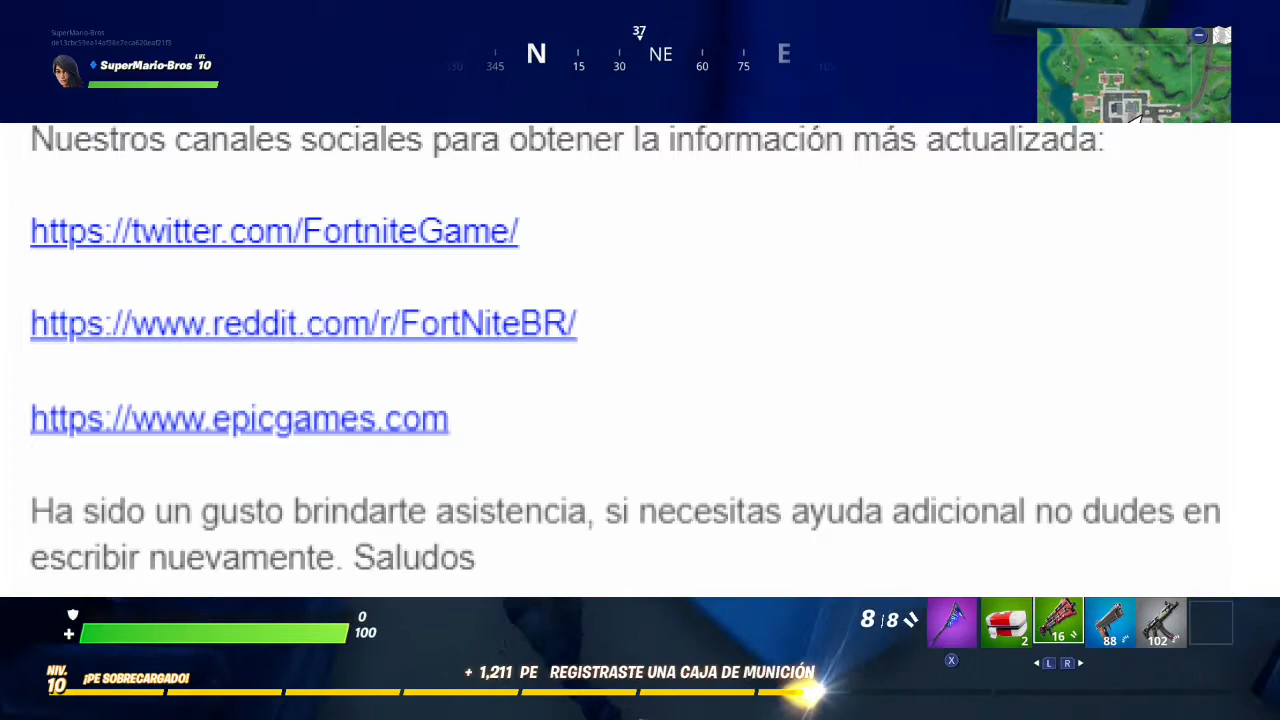 SuperMario-Bros
LVL
SuperMario-Bros 10
37
330 345 N 15 30 NE 60 75 E 105
Nuestros canales sociales para obtener la información más actualizada:
https://twitter.com/FortniteGame/
https://www.reddit.com/r/FortNiteBR/
https://www.epicgames.com
Ha sido un gusto brindarte asistencia, si necesitas ayuda adicional no dudes en
escribir nuevamente. Saludos
0
100
8 8
2 16 88 102
X L R
NIV.
10
¡PE SOBRECARGADO!
+ 1,211 PE REGISTRASTE UNA CAJA DE MUNICIÓN